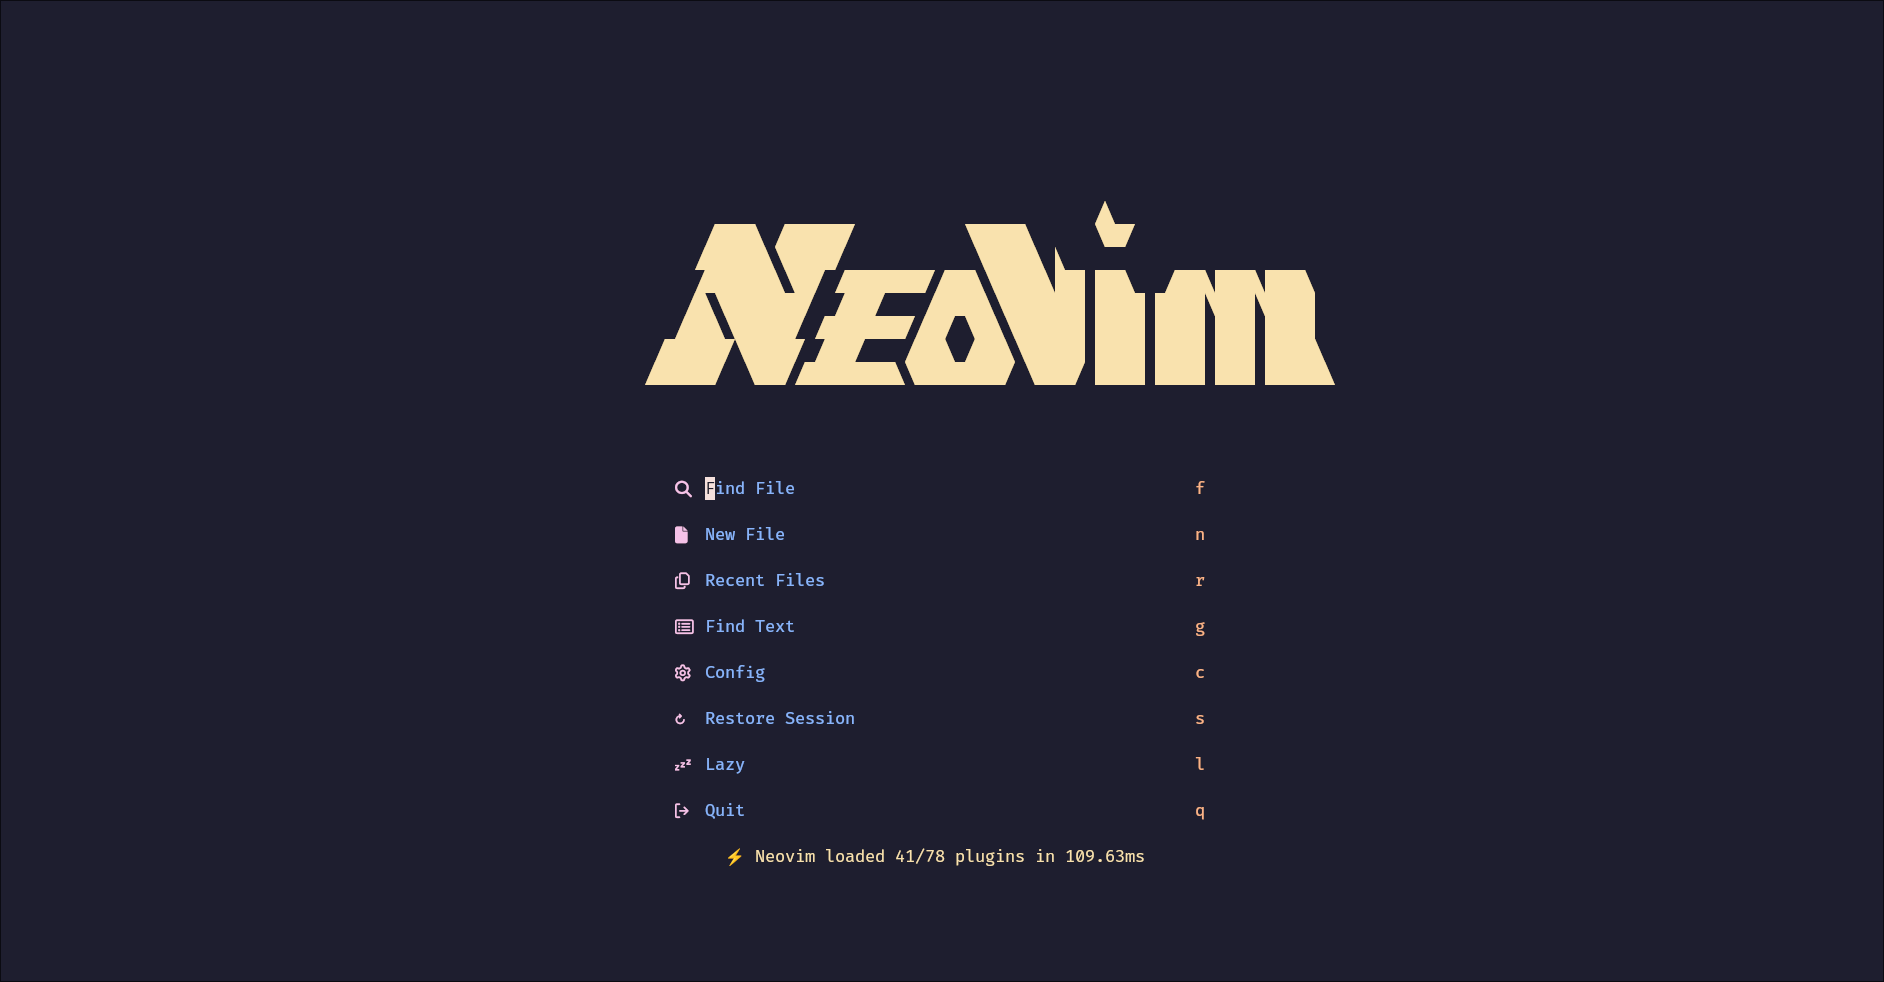 NEOVim
Find File f
New File n
Recent Files r
Find Text g
Config c
Restore Session s
Lazy l
Quit q
⚡ Neovim loaded 41/78 plugins in 109.63ms